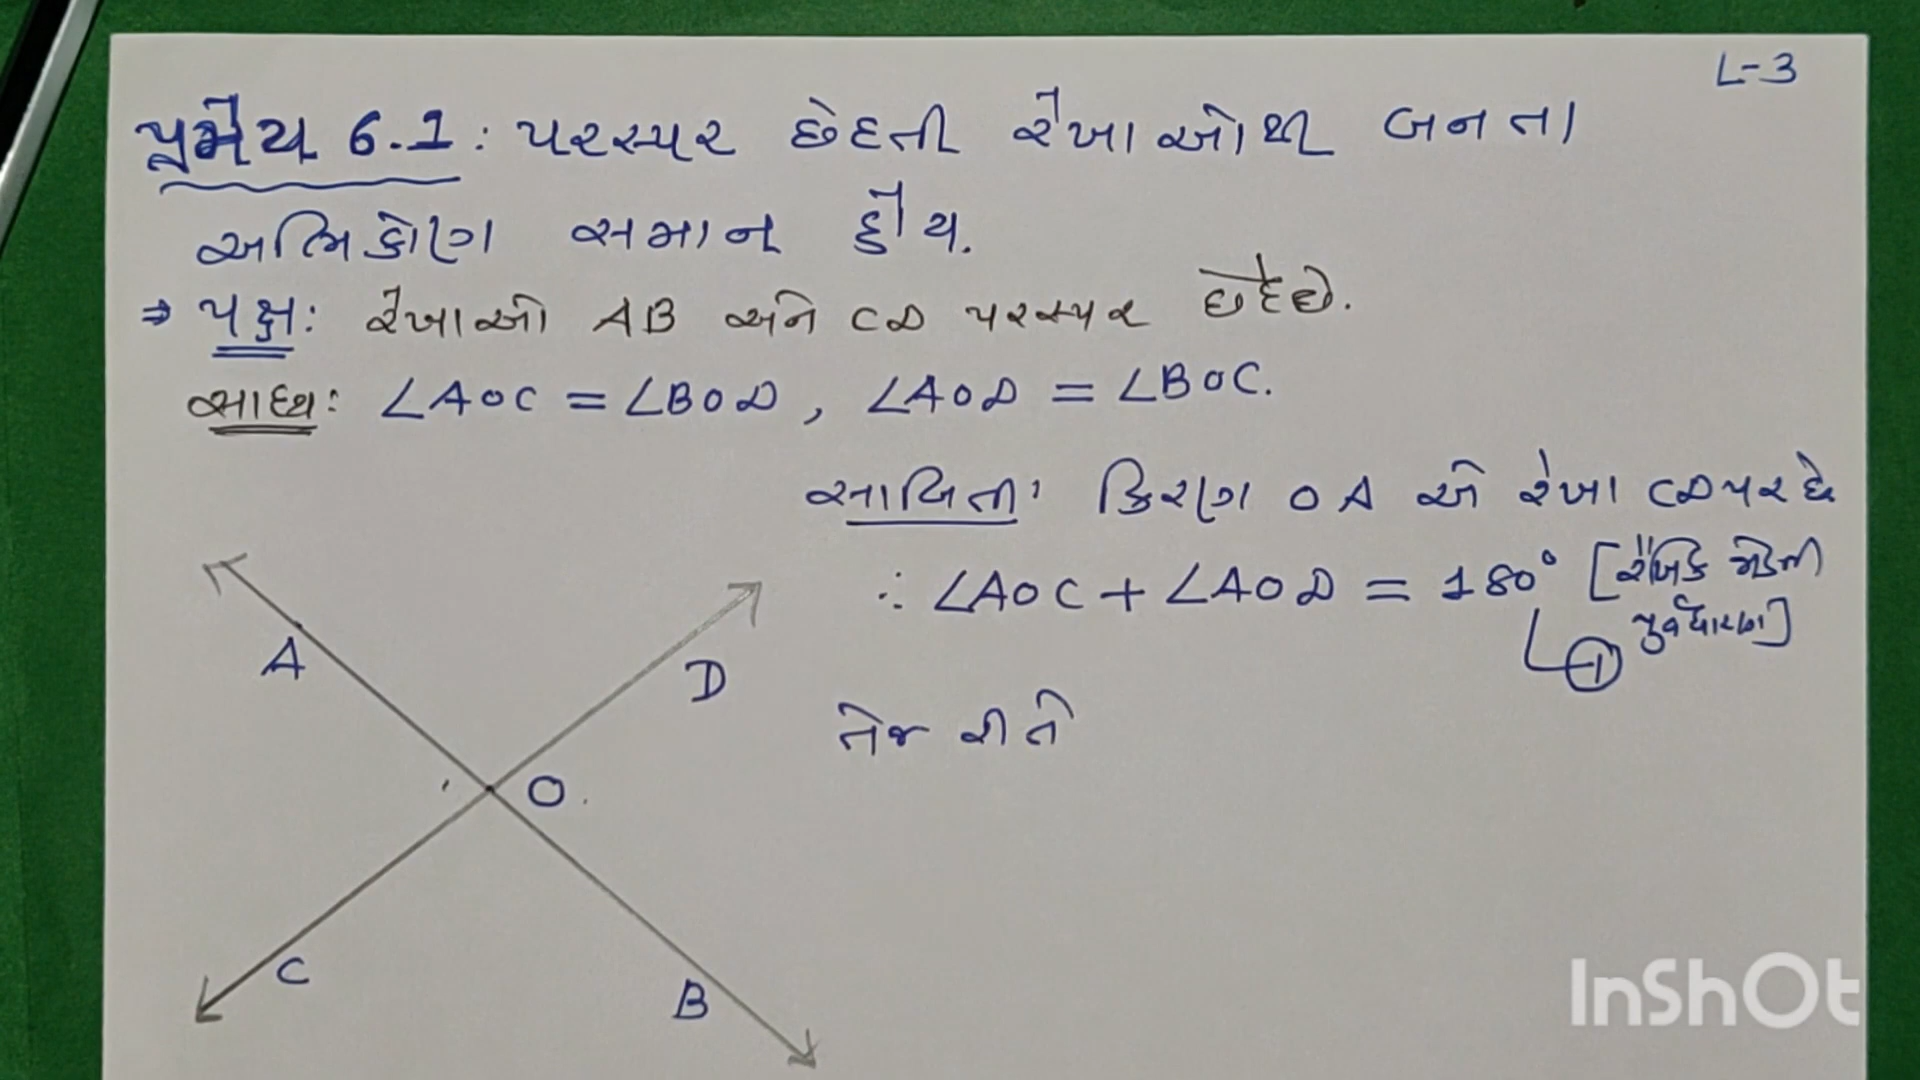 L-3
પ્રમેય 6.1: પરસ્પર છેદતી રેખાઓથી બનતા
અભિકોણ સમાન હોય.
⇒ પક્ષ: રેખાઓ AB અને CD પરસ્પર છેદે છે.
સાધ્ય: ∠AOC = ∠BOD, ∠AOD = ∠BOC.
સાબિતી: કિરણ OA એ રેખા CD પર છે
∴ ∠AOC + ∠AOD = 180° [રૈખિક જોડની
પુર્વધારણા]
①
તેજ રીતે
A
D
O
C
B
InShOt